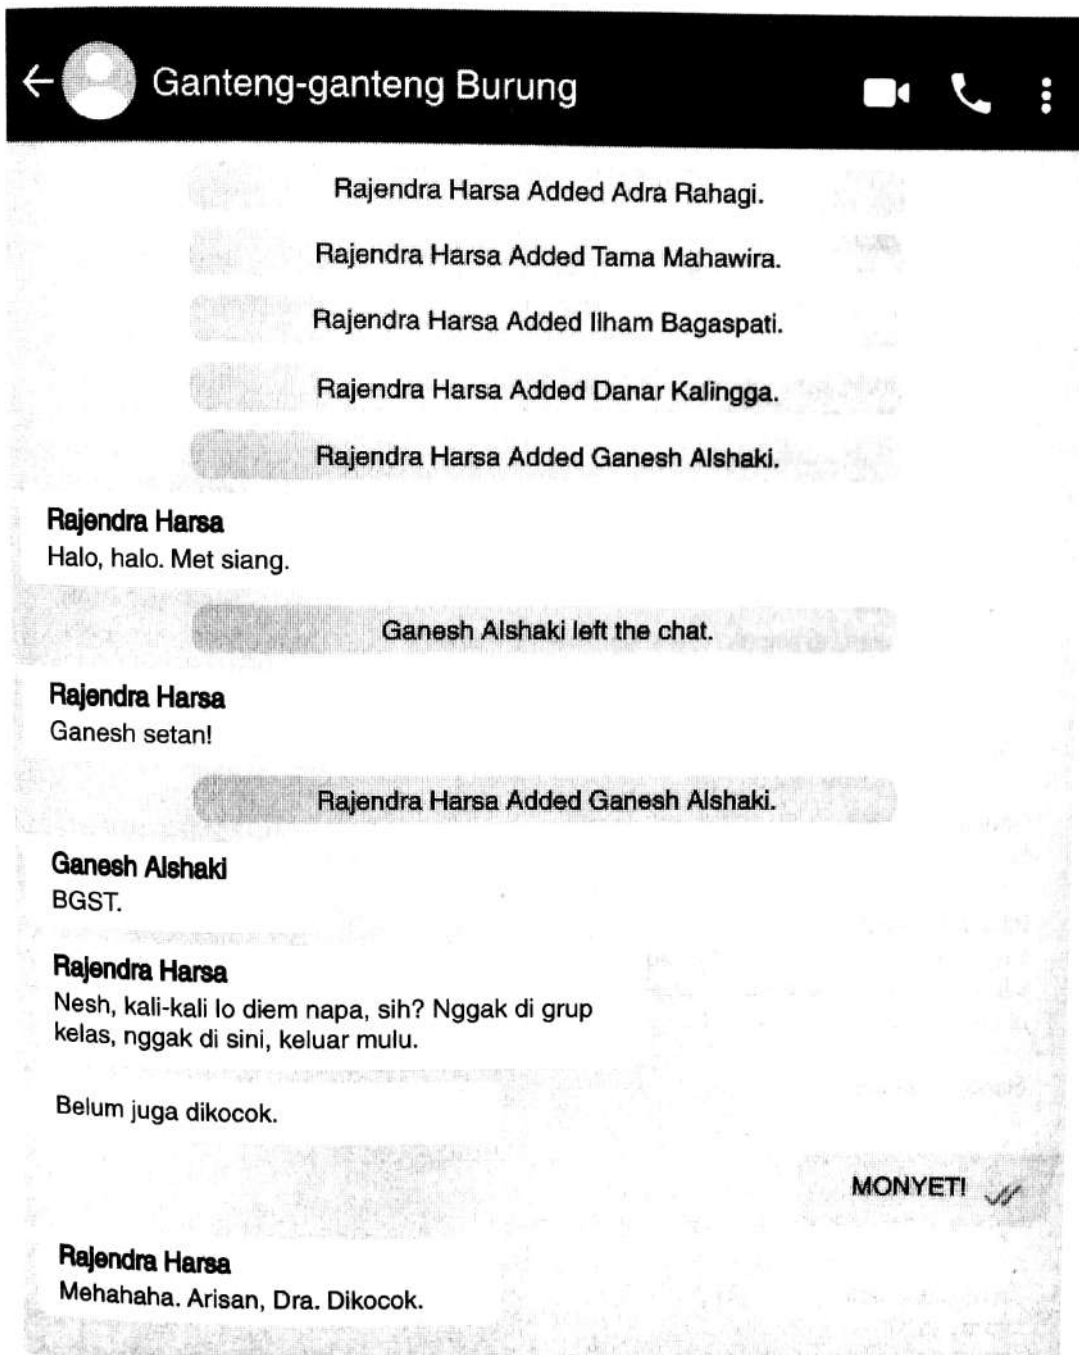 Ganteng-ganteng Burung
Rajendra Harsa Added Adra Rahagi.
Rajendra Harsa Added Tama Mahawira.
Rajendra Harsa Added Ilham Bagaspati.
Rajendra Harsa Added Danar Kalingga.
Rajendra Harsa Added Ganesh Alshaki.
Rajendra Harsa
Halo, halo. Met siang.
Ganesh Alshaki left the chat.
Rajendra Harsa
Ganesh setan!
Rajendra Harsa Added Ganesh Alshaki.
Ganesh Alshaki
BGST.
Rajendra Harsa
Nesh, kali-kali lo diem napa, sih? Nggak di grup
kelas, nggak di sini, keluar mulu.
Belum juga dikocok.
MONYET!
Rajendra Harsa
Mehahaha. Arisan, Dra. Dikocok.